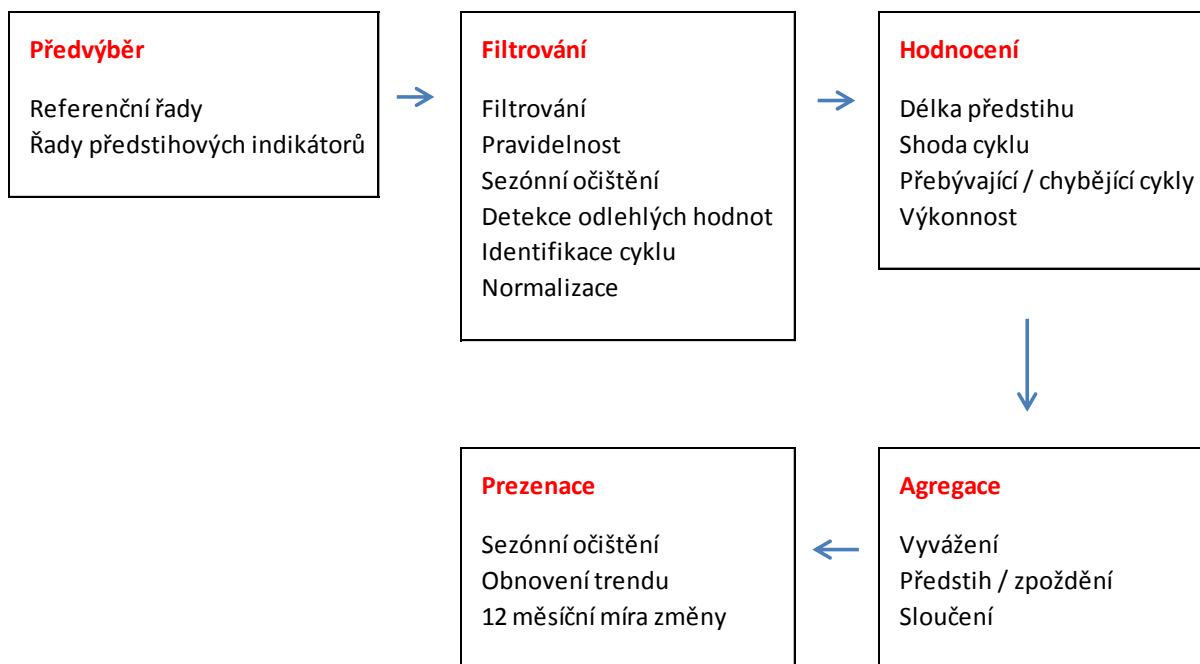 Předvýběr
Referenční řady
Řady předstihových indikátorů
Filtrování
Filtrování
Pravidelnost
Sezónní očištění
Detekce odlehlých hodnot
Identifikace cyklu
Normalizace
Hodnocení
Délka předstihu
Shoda cyklu
Přebývající / chybějící cykly
Výkonnost
Agregace
Vyvážení
Předstih / zpoždění
Sloučení
Prezenace
Sezónní očištění
Obnovení trendu
12 měsíční míra změny